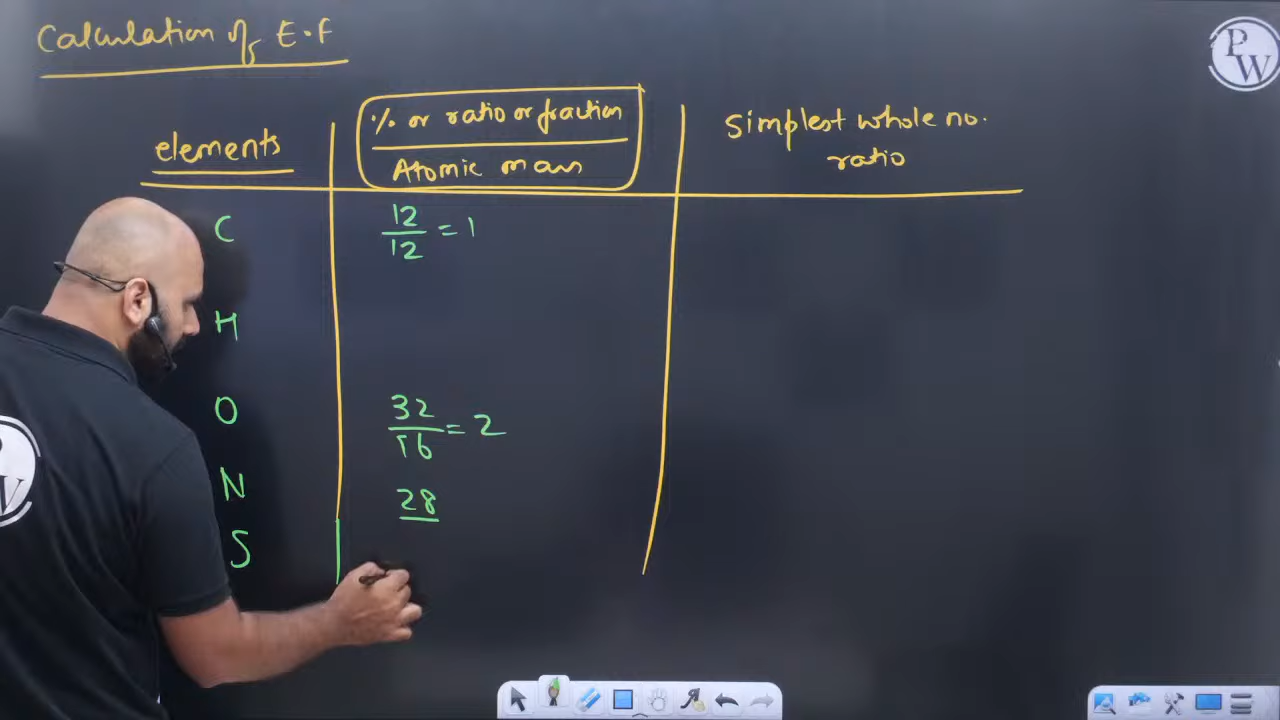 Calculation of E.F
PW
elements
% or ratio or fraction
Atomic mass
simplest whole no.
ratio
C
12
12
= 1
H
O
32
16
= 2
N
28
S